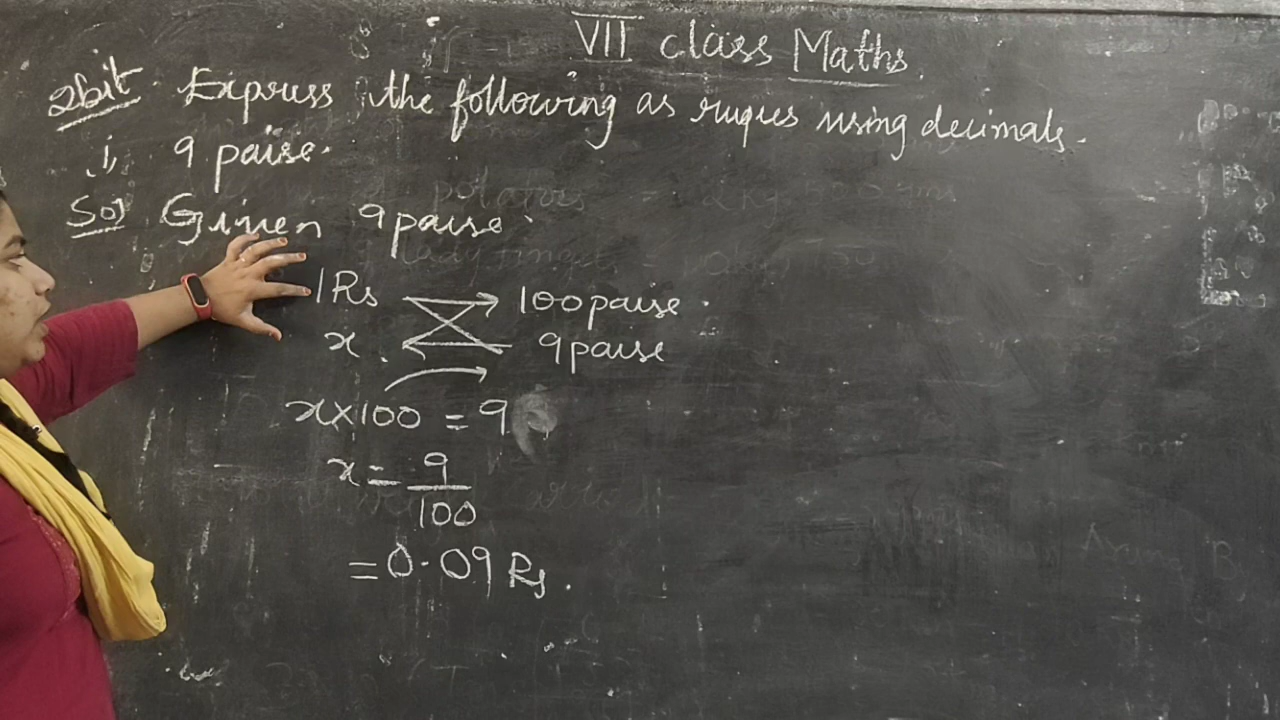 VII class Maths.
2bit. Express the following as rupees using decimals.
i, 9 paise.
Sol Given 9 paise.
1Rs 100 paise.
x 9 paise
x×100 = 9
x = 9/100
= 0.09 Rs.